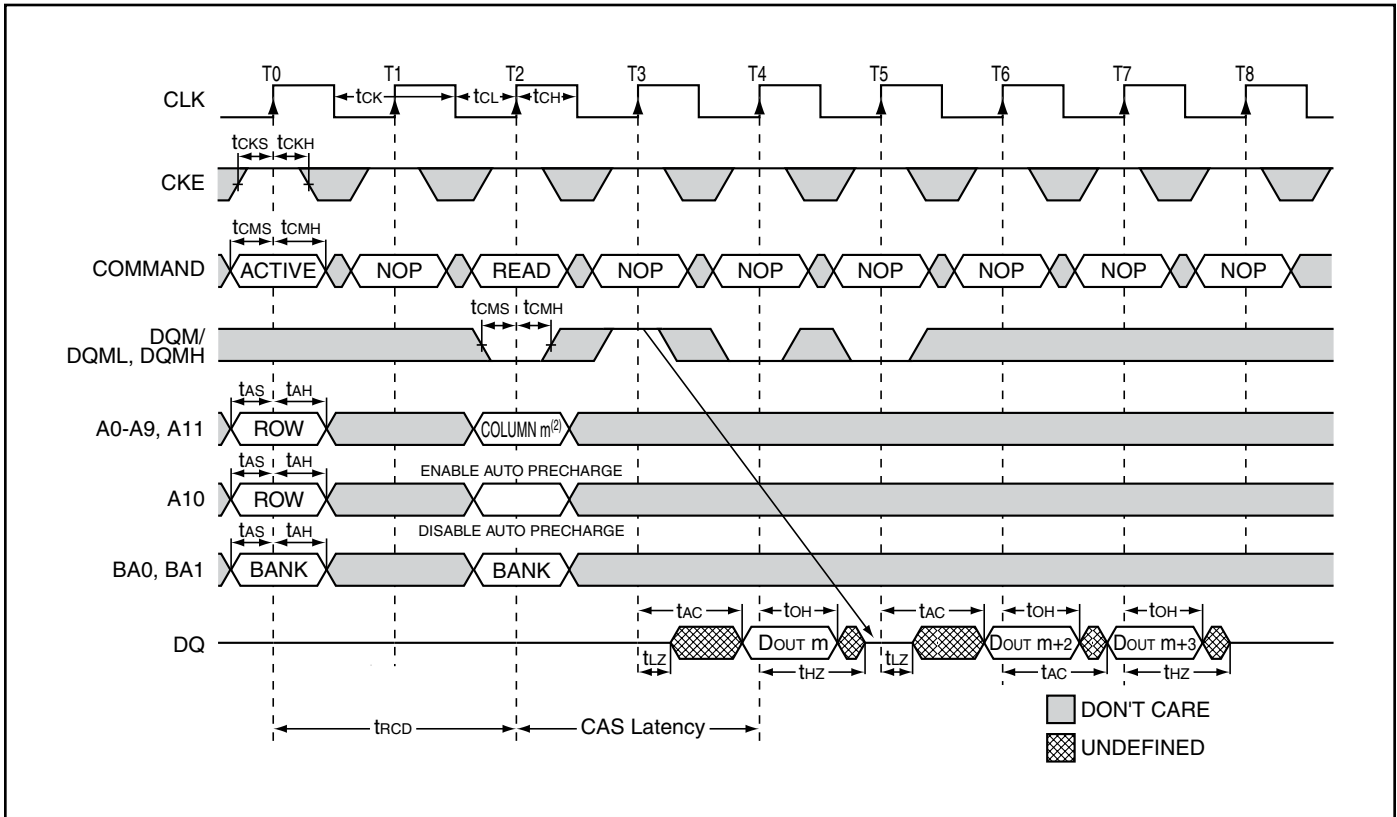 T0 T1 T2 T3 T4 T5 T6 T7 T8
CLK
tCK tCL tCH
tCKS tCKH
CKE
tCMS tCMH
COMMAND ACTIVE NOP READ NOP NOP NOP NOP NOP NOP
tCMS tCMH
DQM/
DQML, DQMH
tAS tAH
A0-A9, A11 ROW COLUMN m(2)
tAS tAH ENABLE AUTO PRECHARGE
A10 ROW
tAS tAH DISABLE AUTO PRECHARGE
BA0, BA1 BANK BANK
tAC tOH tAC tOH tOH
DQ DOUT m DOUT m+2 DOUT m+3
tLZ tHZ tLZ tAC tHZ
tRCD CAS Latency
DON'T CARE
UNDEFINED